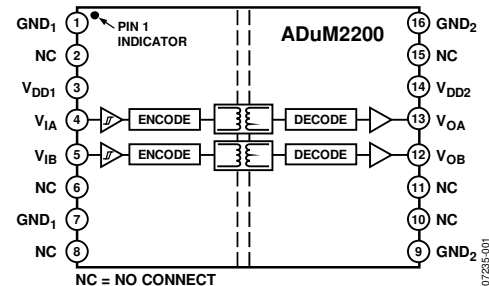 ADuM2200
PIN 1
INDICATOR
GND1 1
NC 2
VDD1 3
VIA 4
VIB 5
NC 6
GND1 7
NC 8
ENCODE DECODE
ENCODE DECODE
16 GND2
15 NC
14 VDD2
13 VOA
12 VOB
11 NC
10 NC
9 GND2
NC = NO CONNECT
07235-001